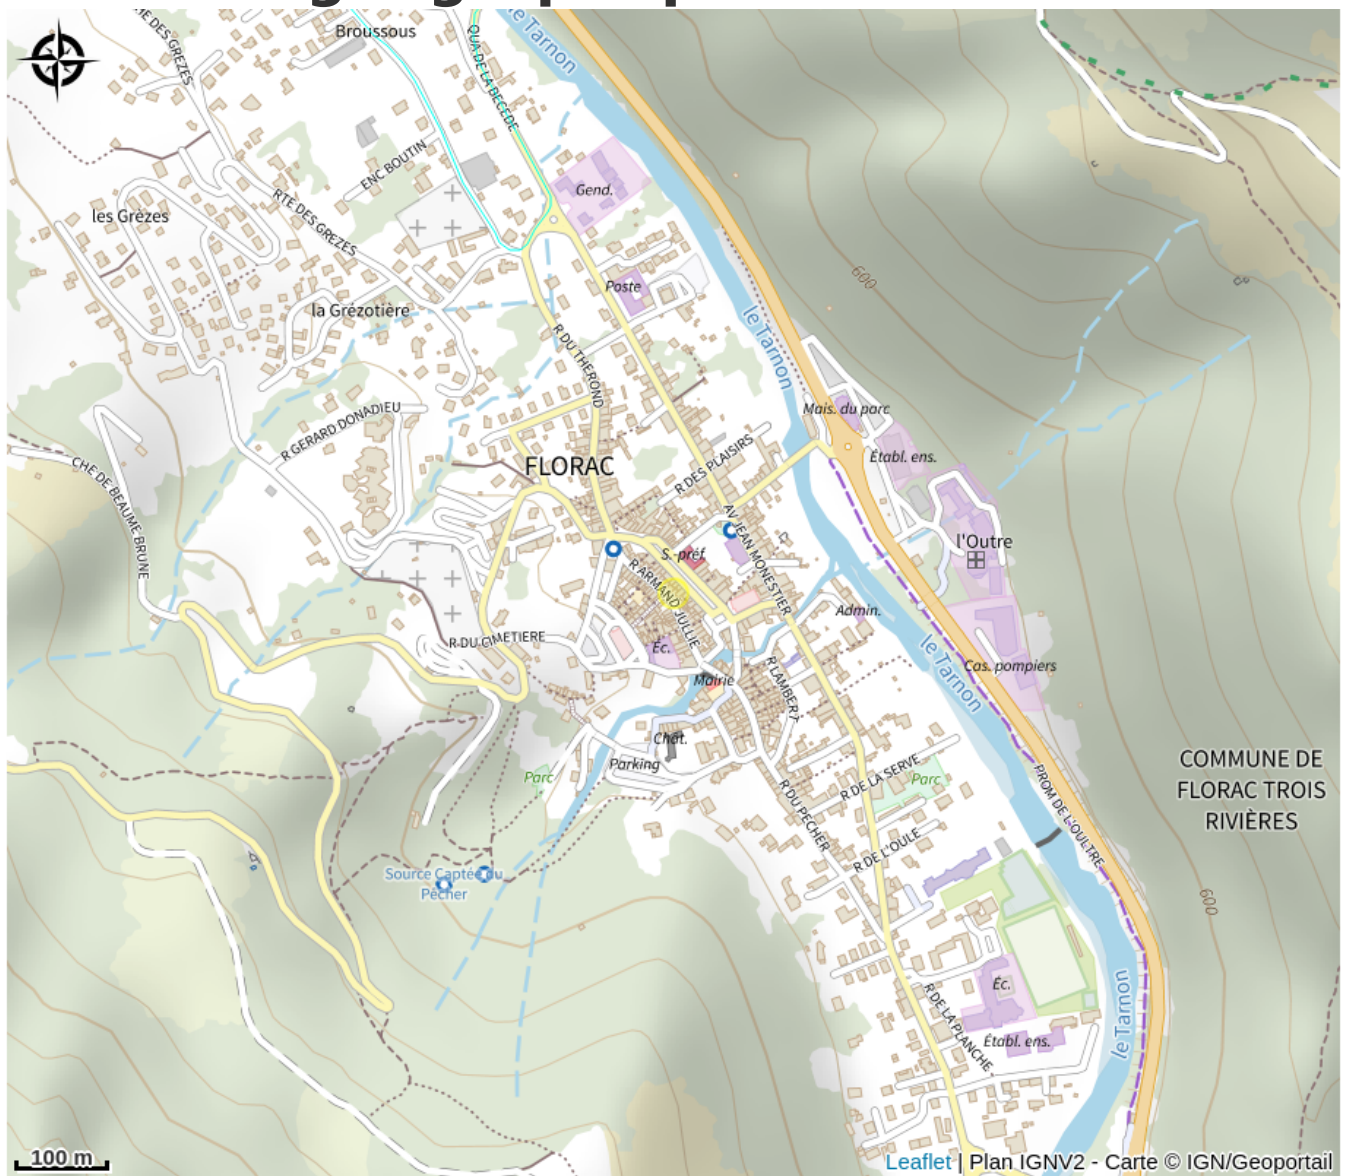 Broussous
CHE DES GREZES
QUA DE LA BECEDE
le Tarnon
ENC BOUTIN
Gend.
les Grèzes
RTE DES GREZES
Poste
la Grézotière
600
R DU THEROND
le Tarnon
Mais. du parc
R GERARD DONADIEU
Établ. ens.
R DES PLAISIRS
FLORAC
CHE DE BEAUME BRUNE
AV JEAN MONESTIER
l'Outre
S.-préf.
R ARMAND JULLIE
Admin.
R DU CIMETIERE
Éc.
Cas. pompiers
le Tarnon
Mairie
R LAMBERT
Chât.
Parking
Parc
R DE LA SERVE
Parc
COMMUNE DE
FLORAC TROIS
RIVIÈRES
PROM DE L'OULTRE
R DU PECHER
R DE L'OULE
Source Captée du
Pêcher
600
Éc.
R DE LA PLANCHE
Établ. ens.
le Tarnon
100 m
Leaflet | Plan IGNV2 - Carte © IGN/Geoportail